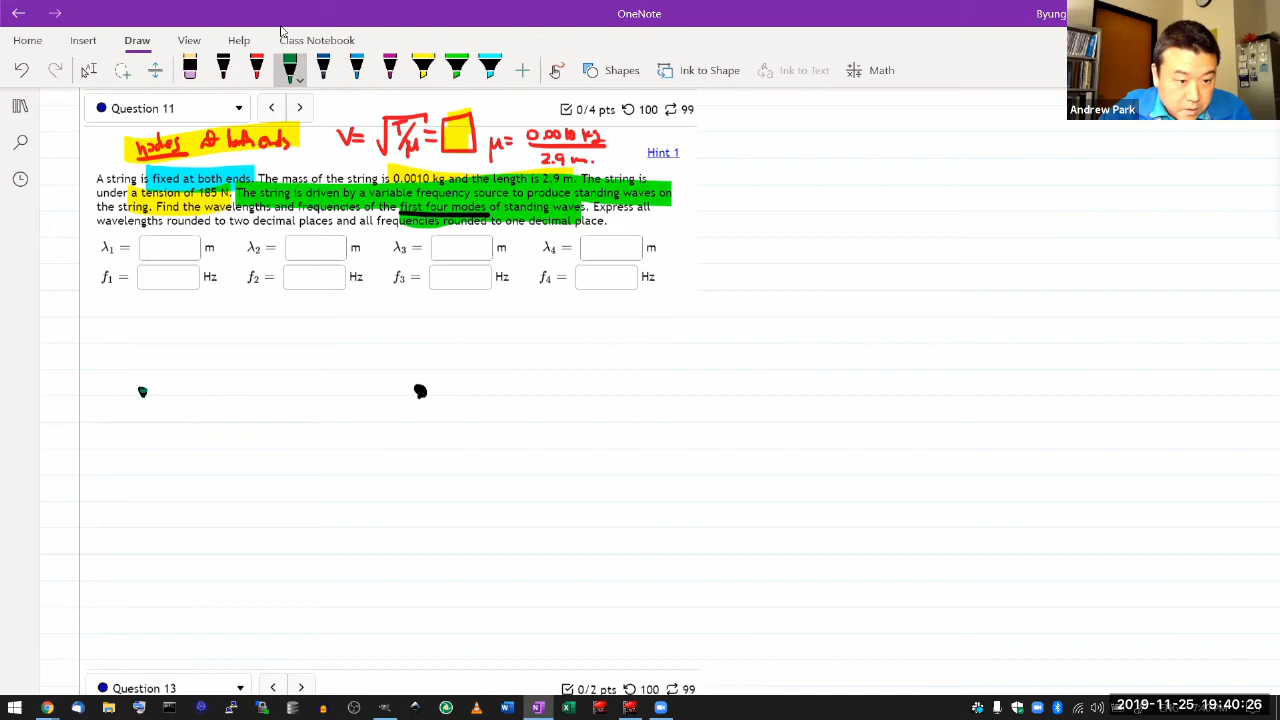 OneNote
Byung
Home Insert Draw View Help Class Notebook
Shapes Ink to Shape Ink to Text Math
Andrew Park
Question 11 0/4 pts 100 99
nodes @ both ends V= √T/μ = μ= 0.0010 kg / 2.9 m.
Hint 1
A string is fixed at both ends. The mass of the string is 0.0010 kg and the length is 2.9 m. The string is
under a tension of 185 N. The string is driven by a variable frequency source to produce standing waves on
the string. Find the wavelengths and frequencies of the first four modes of standing waves. Express all
wavelengths rounded to two decimal places and all frequencies rounded to one decimal place.
λ1 = m λ2 = m λ3 = m λ4 = m
f1 = Hz f2 = Hz f3 = Hz f4 = Hz
Question 13 0/2 pts 100 99
2019-11-25 19:40:26